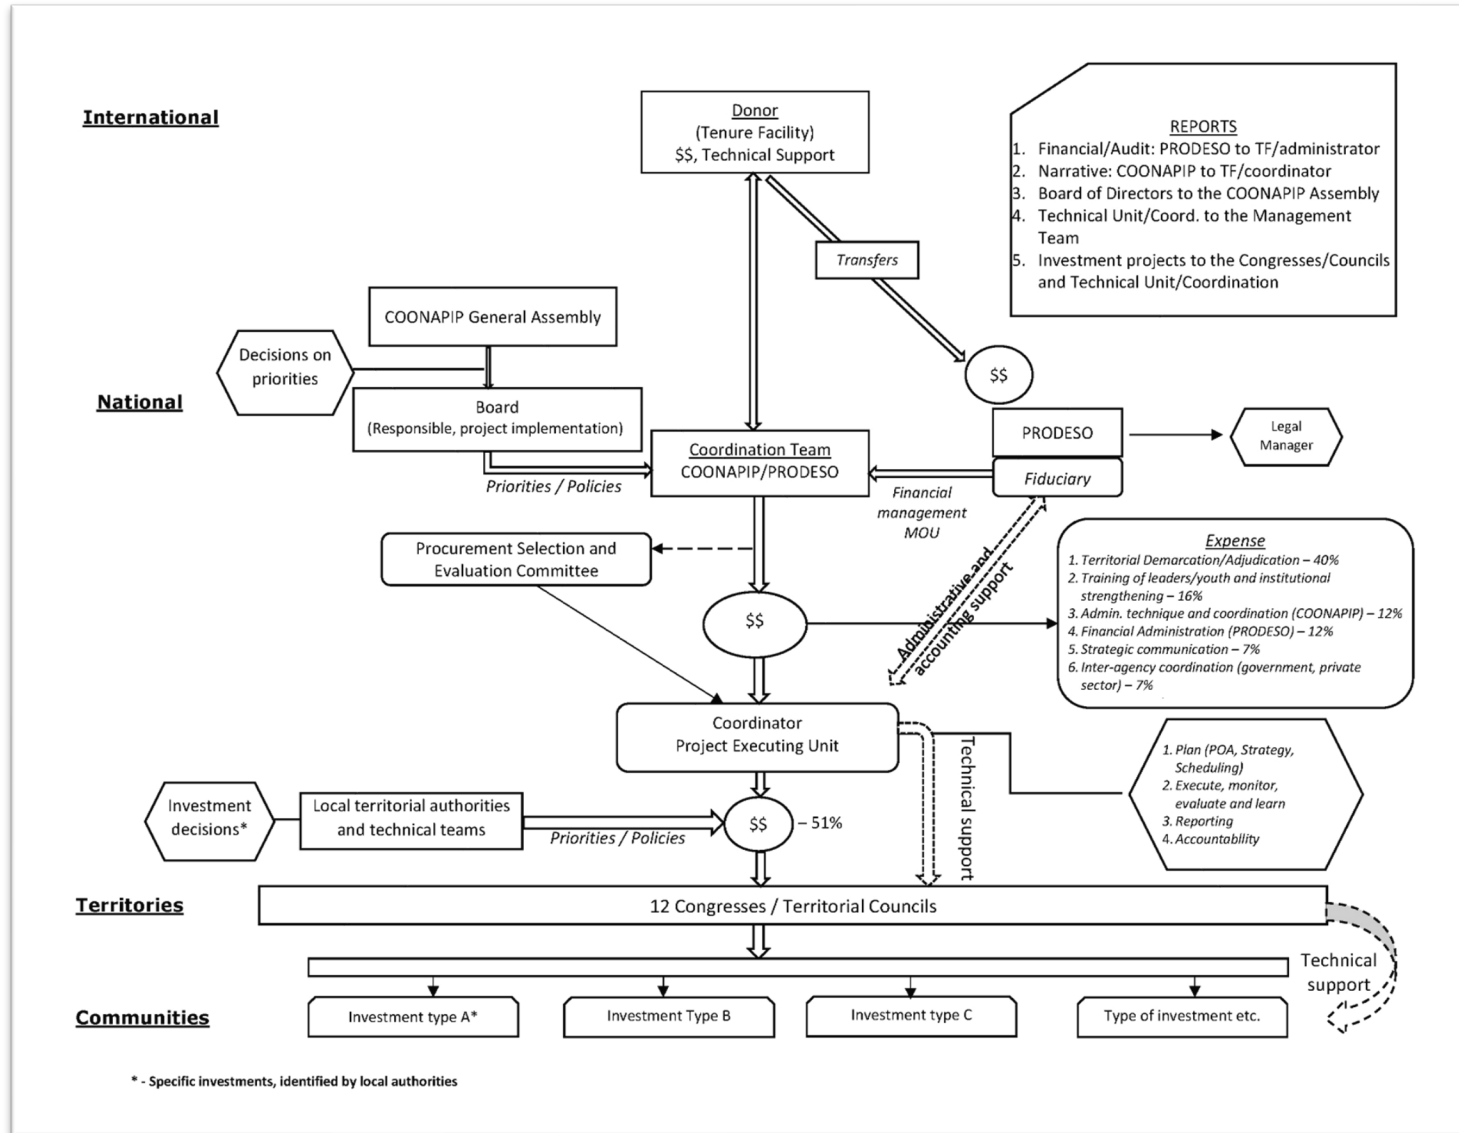 International
Donor
(Tenure Facility)
$$, Technical Support
REPORTS
1. Financial/Audit: PRODESO to TF/administrator
2. Narrative: COONAPIP to TF/coordinator
3. Board of Directors to the COONAPIP Assembly
4. Technical Unit/Coord. to the Management
Team
5. Investment projects to the Congresses/Councils
and Technical Unit/Coordination
Transfers
COONAPIP General Assembly
Decisions on
priorities
$$
National
Board
(Responsible, project implementation)
PRODESO
Legal
Manager
Coordination Team
COONAPIP/PRODESO
Fiduciary
Priorities / Policies
Financial
management
MOU
Procurement Selection and
Evaluation Committee
Administrative and
accounting support
Expense
1. Territorial Demarcation/Adjudication – 40%
2. Training of leaders/youth and institutional
strengthening – 16%
3. Admin. technique and coordination (COONAPIP) – 12%
4. Financial Administration (PRODESO) – 12%
5. Strategic communication – 7%
6. Inter-agency coordination (government, private
sector) – 7%
$$
Coordinator
Project Executing Unit
Technical support
1. Plan (POA, Strategy,
Scheduling)
2. Execute, monitor,
evaluate and learn
3. Reporting
4. Accountability
Investment
decisions*
Local territorial authorities
and technical teams
Priorities / Policies
$$
– 51%
Territories
12 Congresses / Territorial Councils
Technical
support
Communities
Investment type A*
Investment Type B
Investment type C
Type of investment etc.
* - Specific investments, identified by local authorities